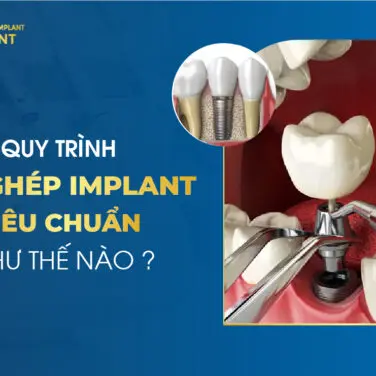 IMPLANT
NT
QUY TRÌNH
GHÉP IMPLANT
IÊU CHUẨN
HƯ THẾ NÀO ?